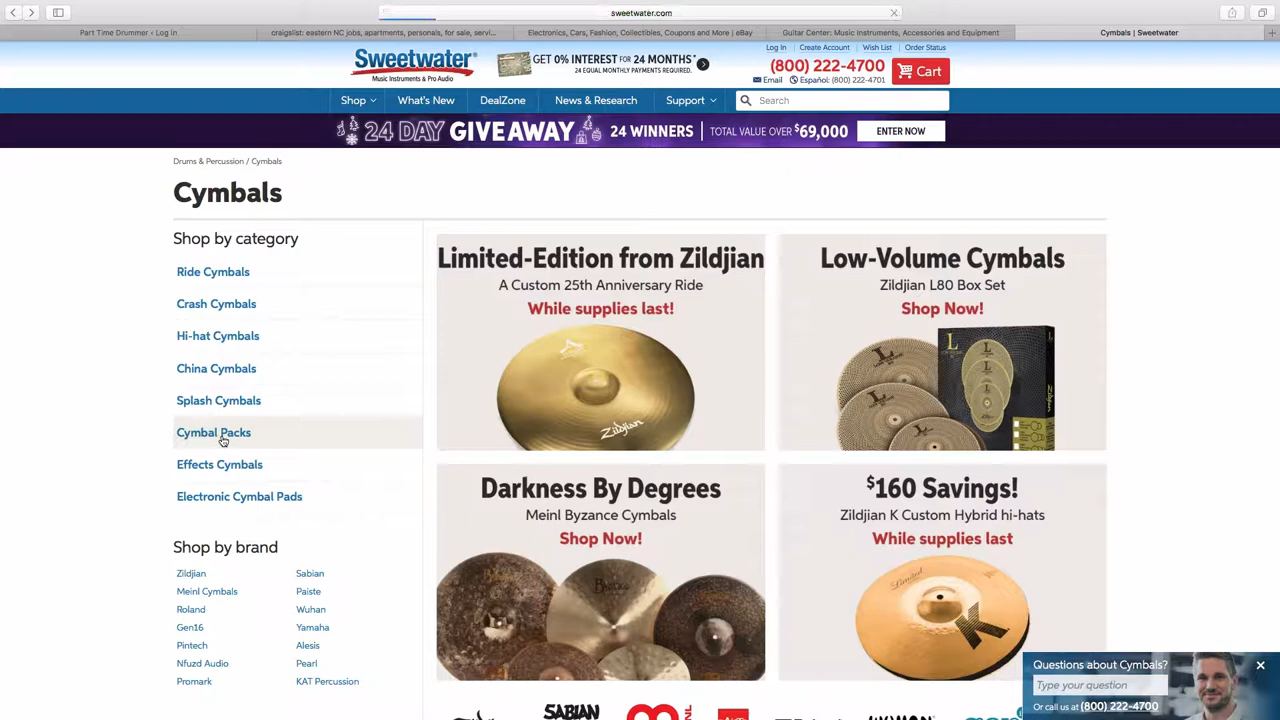 sweetwater.com
Part Time Drummer ‹ Log In
craigslist: eastern NC jobs, apartments, personals, for sale, servi...
Electronics, Cars, Fashion, Collectibles, Coupons and More | eBay
Guitar Center: Music Instruments, Accessories and Equipment
Cymbals | Sweetwater
Sweetwater
Music Instruments & Pro Audio
GET 0% INTEREST FOR 24 MONTHS*
24 EQUAL MONTHLY PAYMENTS REQUIRED.
Log In Create Account Wish List Order Status
(800) 222-4700
Email Español: (800) 222-4701
Cart
Shop What's New DealZone News & Research Support Search
24 DAY GIVEAWAY 24 WINNERS TOTAL VALUE OVER $69,000 ENTER NOW
Drums & Percussion / Cymbals
Cymbals
Shop by category
Ride Cymbals
Crash Cymbals
Hi-hat Cymbals
China Cymbals
Splash Cymbals
Cymbal Packs
Effects Cymbals
Electronic Cymbal Pads
Shop by brand
Zildjian Sabian
Meinl Cymbals Paiste
Roland Wuhan
Gen16 Yamaha
Pintech Alesis
Nfuzd Audio Pearl
Promark KAT Percussion
Limited-Edition from Zildjian
A Custom 25th Anniversary Ride
While supplies last!
Zildjian
Low-Volume Cymbals
Zildjian L80 Box Set
Shop Now!
Darkness By Degrees
Meinl Byzance Cymbals
Shop Now!
Byzance
$160 Savings!
Zildjian K Custom Hybrid hi-hats
While supplies last
Limited
K
SABIAN
Questions about Cymbals?
Type your question
Or call us at (800) 222-4700